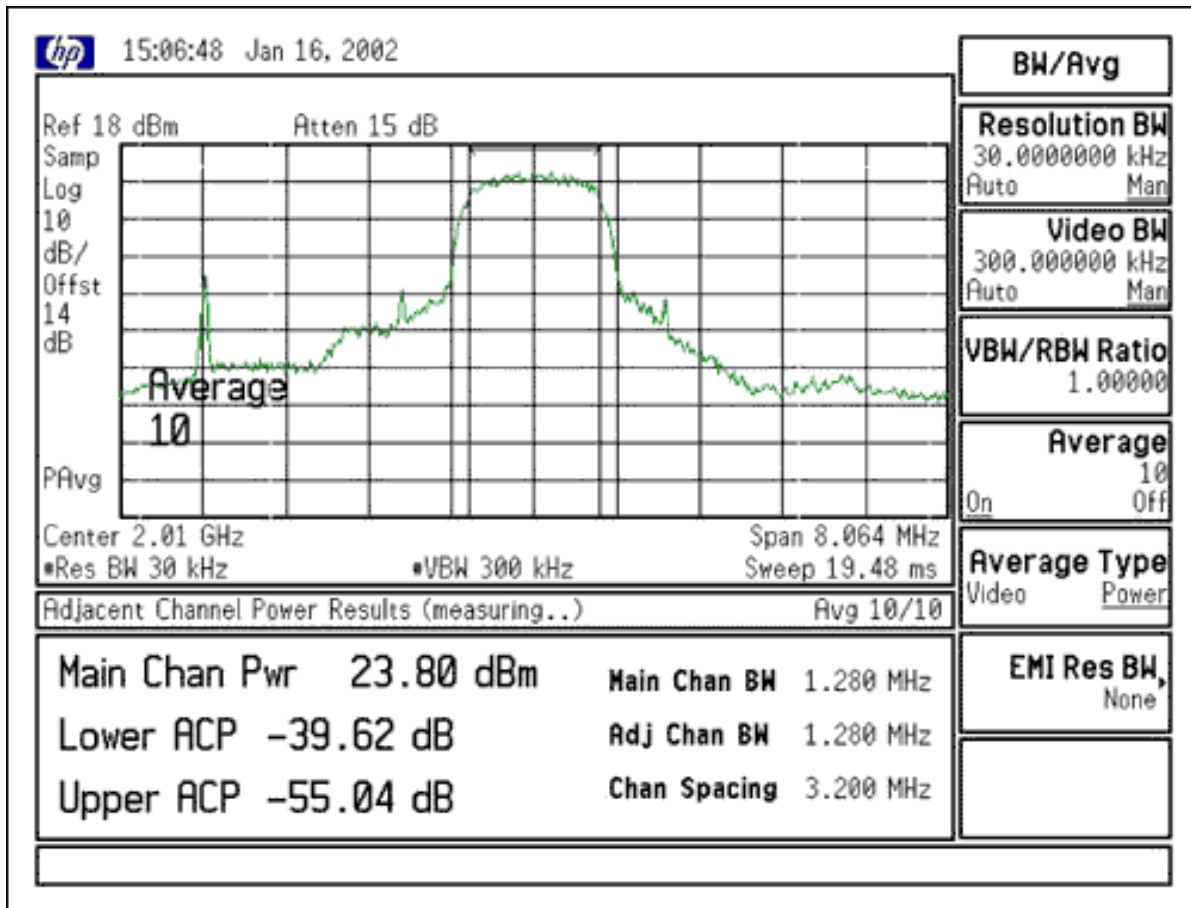 hp 15:06:48 Jan 16, 2002
Ref 18 dBm Atten 15 dB
Samp
Log
10
dB/
Offst
14
dB
Average
10
PAvg
Center 2.01 GHz Span 8.064 MHz
#Res BW 30 kHz #VBW 300 kHz Sweep 19.48 ms
Adjacent Channel Power Results (measuring..) Avg 10/10
Main Chan Pwr 23.80 dBm Main Chan BW 1.280 MHz
Lower ACP -39.62 dB Adj Chan BW 1.280 MHz
Upper ACP -55.04 dB Chan Spacing 3.200 MHz
BW/Avg
Resolution BW
30.0000000 kHz
Auto Man
Video BW
300.000000 kHz
Auto Man
VBW/RBW Ratio
1.00000
Average
10
On Off
Average Type
Video Power
EMI Res BW
None